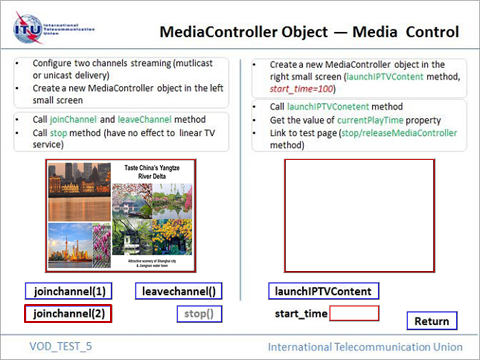 ITU
International
Telecommunication
Union
MediaController Object — Media Control
• Configure two channels streaming (mutlicast
or unicast delivery)
• Create a new MediaController object in the left
small screen
• Call joinChannel and leaveChannel method
• Call stop method (have no effect to linear TV
service)
Taste China's Yangtze
River Delta
Attractive scenery of Shanghai city
& Jiangnan water town
joinchannel(1)
leavechannel()
joinchannel(2)
stop()
• Create a new MediaController object in the
right small screen (launchIPTVContent method,
start_time=100)
• Call launchIPTVConetent method
• Get the value of currentPlayTime property
• Link to test page (stop/releaseMediaController
method)
launchIPTVContent
start_time
Return
VOD_TEST_5
International Telecommunication Union